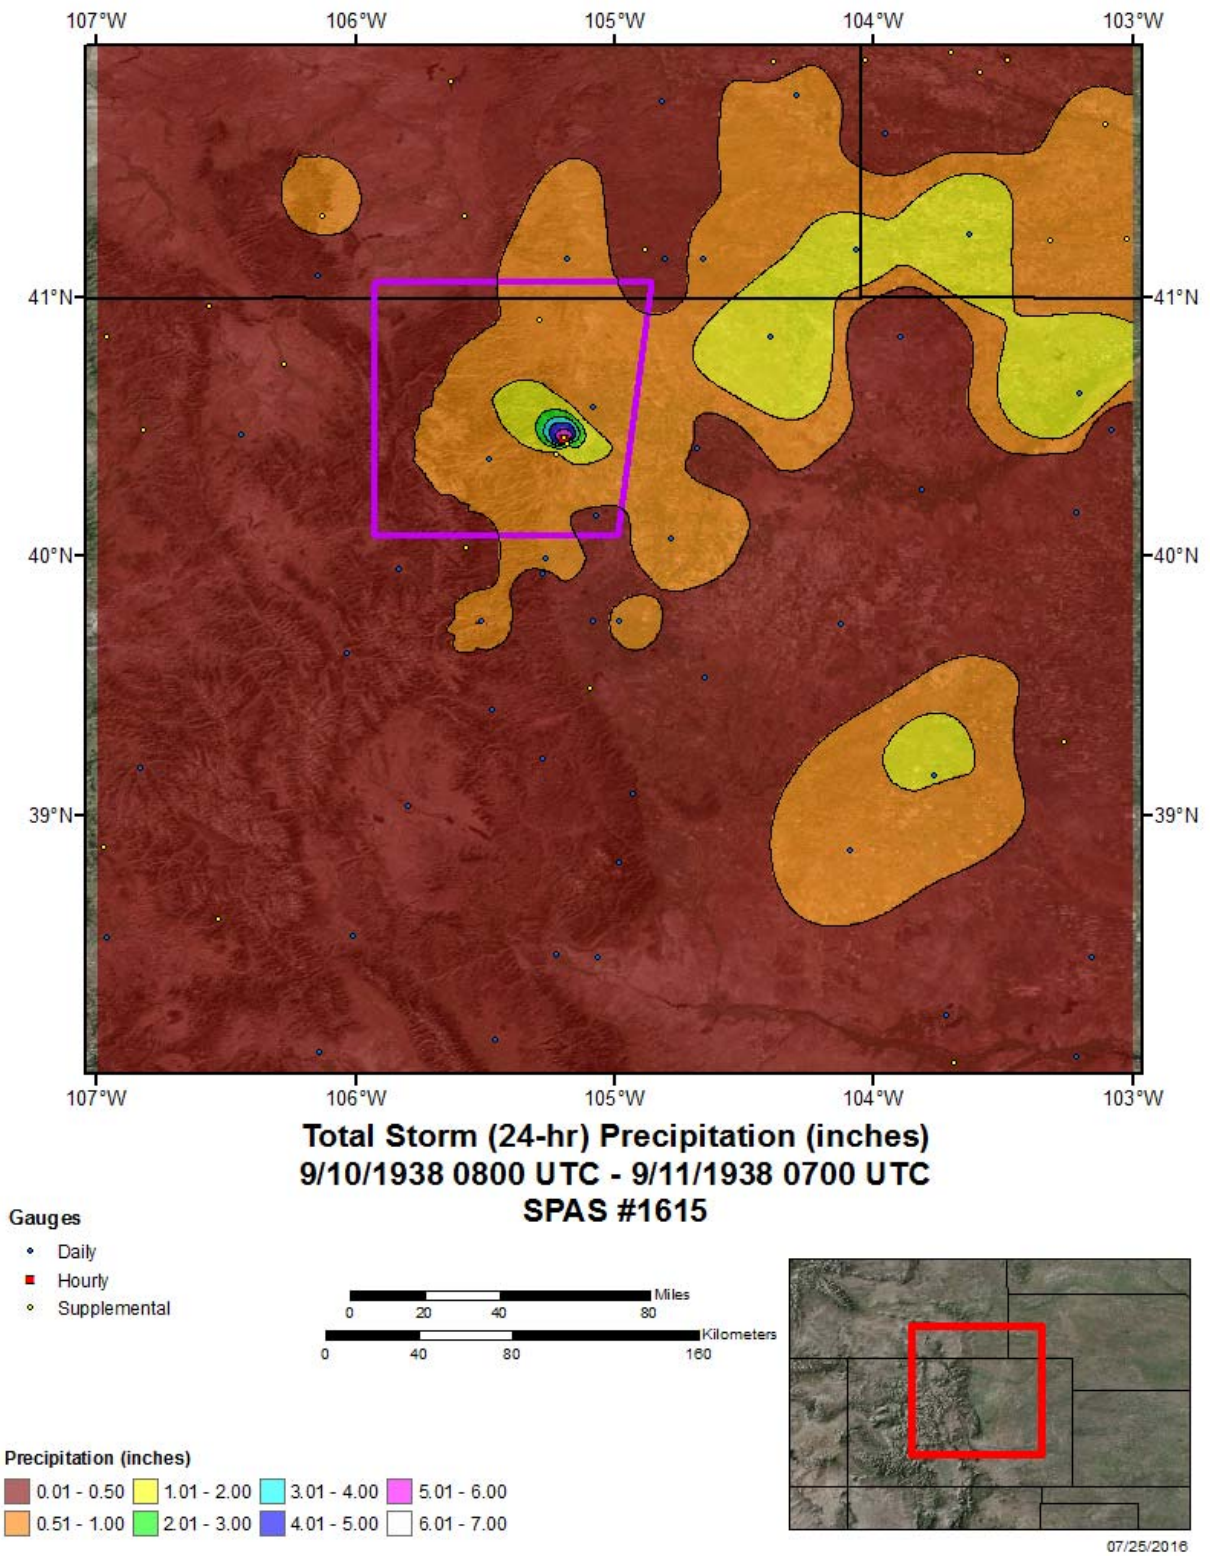 107°W 106°W 105°W 104°W 103°W
41°N 41°N
40°N 40°N
39°N 39°N
107°W 106°W 105°W 104°W 103°W
Total Storm (24-hr) Precipitation (inches)
9/10/1938 0800 UTC - 9/11/1938 0700 UTC
SPAS #1615
Gauges
Daily
Hourly
Supplemental
Miles
0 20 40 80
Kilometers
0 40 80 160
Precipitation (inches)
0.01 - 0.50 1.01 - 2.00 3.01 - 4.00 5.01 - 6.00
0.51 - 1.00 2.01 - 3.00 4.01 - 5.00 6.01 - 7.00
07/25/2016